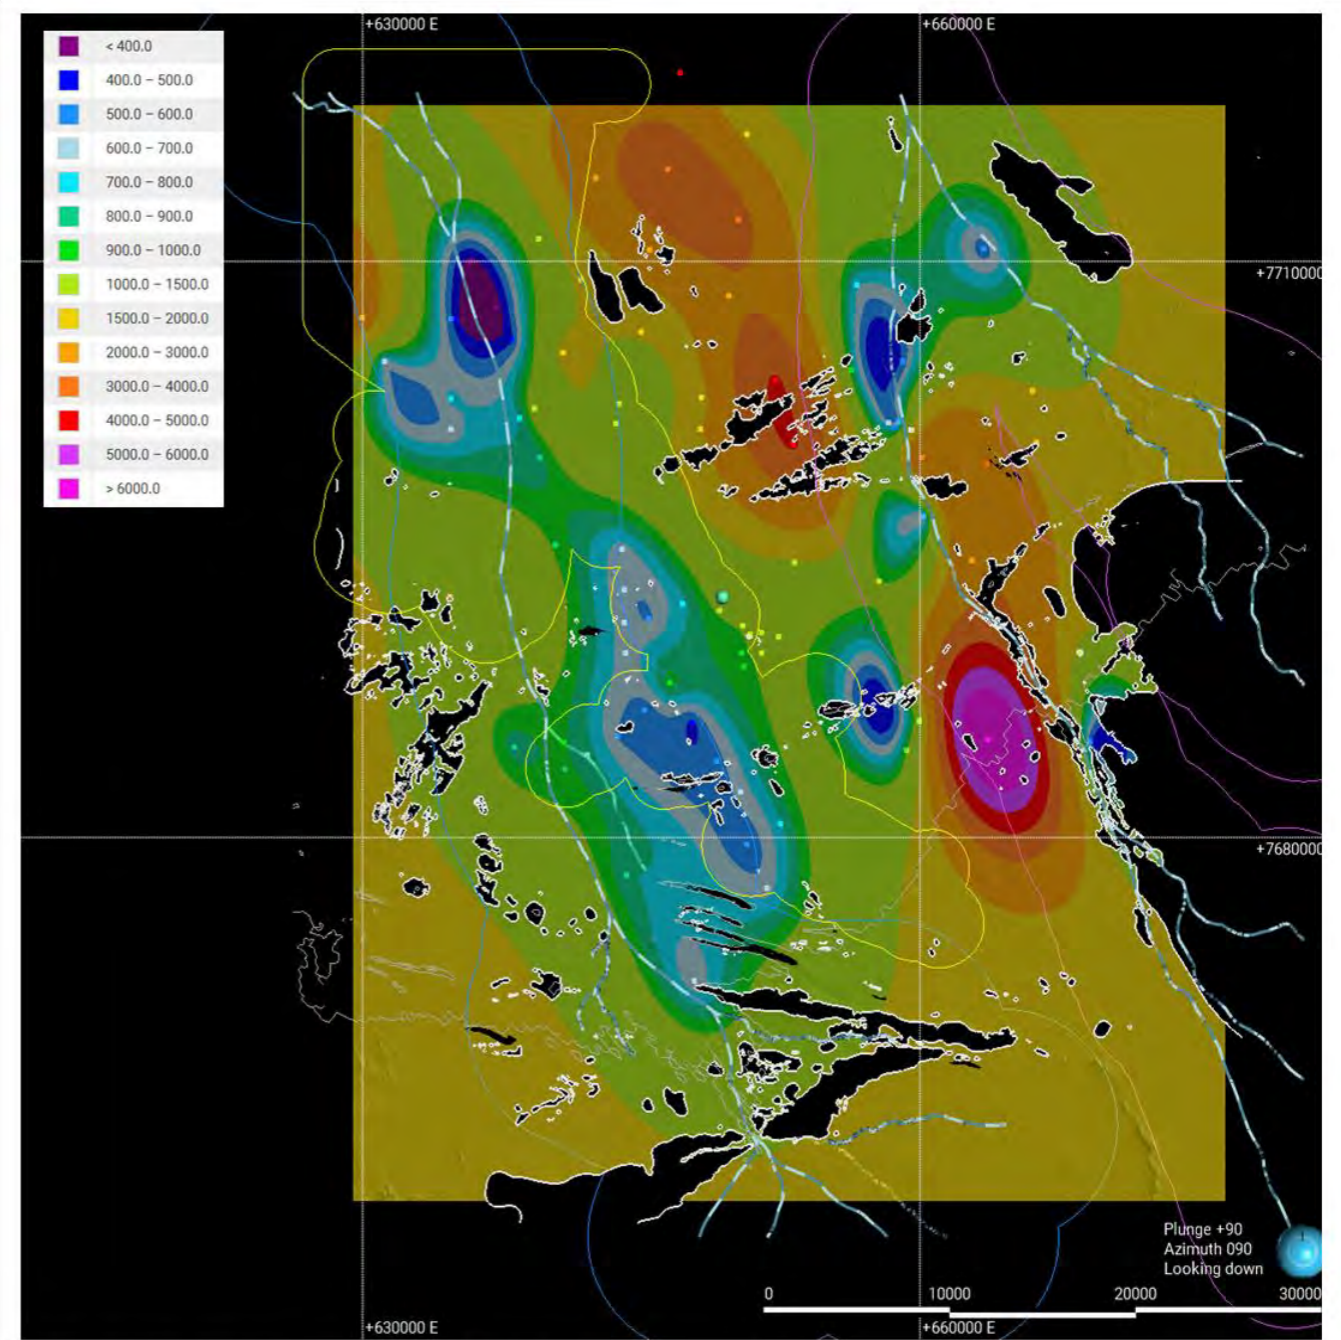 +630000 E
+660000 E
< 400.0
400.0 – 500.0
500.0 – 600.0
600.0 – 700.0
700.0 – 800.0
800.0 – 900.0
900.0 – 1000.0
1000.0 – 1500.0
1500.0 – 2000.0
2000.0 – 3000.0
3000.0 – 4000.0
4000.0 – 5000.0
5000.0 – 6000.0
> 6000.0
+7710000
+7680000
Plunge +90
Azimuth 090
Looking down
0 10000 20000 30000
+630000 E
+660000 E